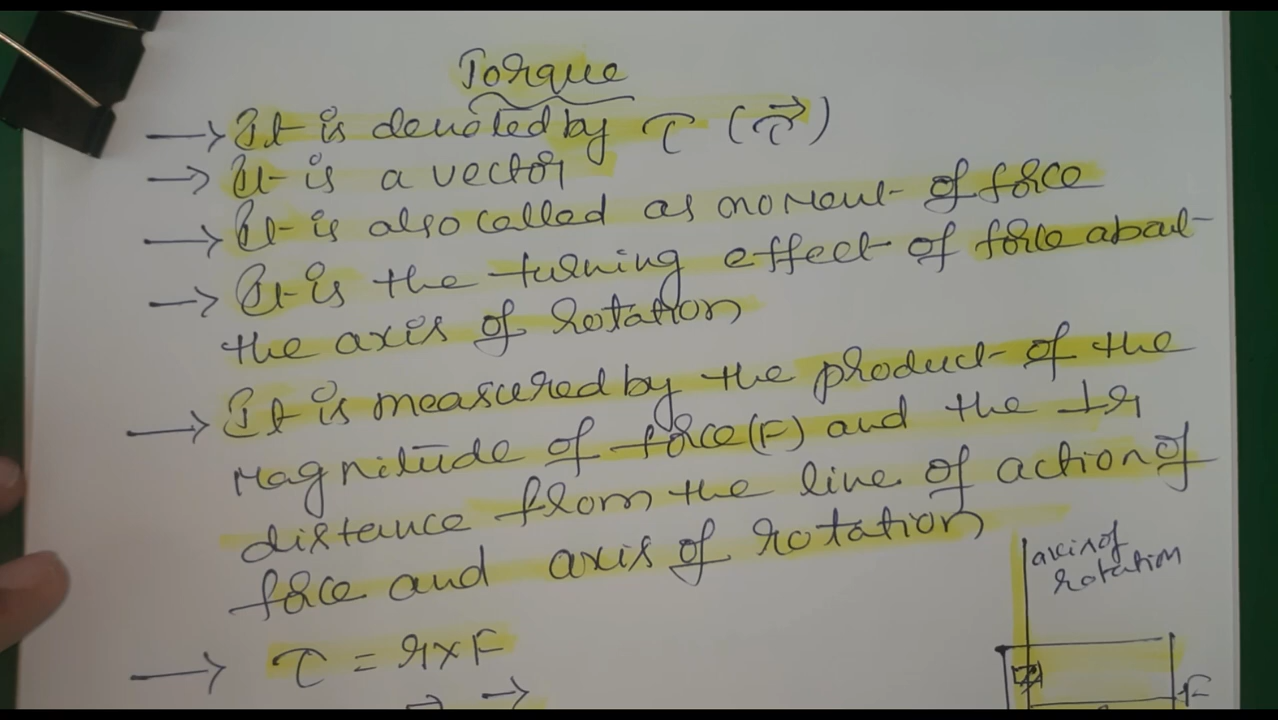 Torque
→ It is denoted by τ (τ⃗)
→ It is a vector
→ It is also called as moment of force
→ It is the turning effect of force about
the axis of rotation
→ It is measured by the product of the
Magnitude of force(F) and the ⊥r
distance from the line of action of
force and axis of rotation
→ τ = r×F
axis of
rotation
F